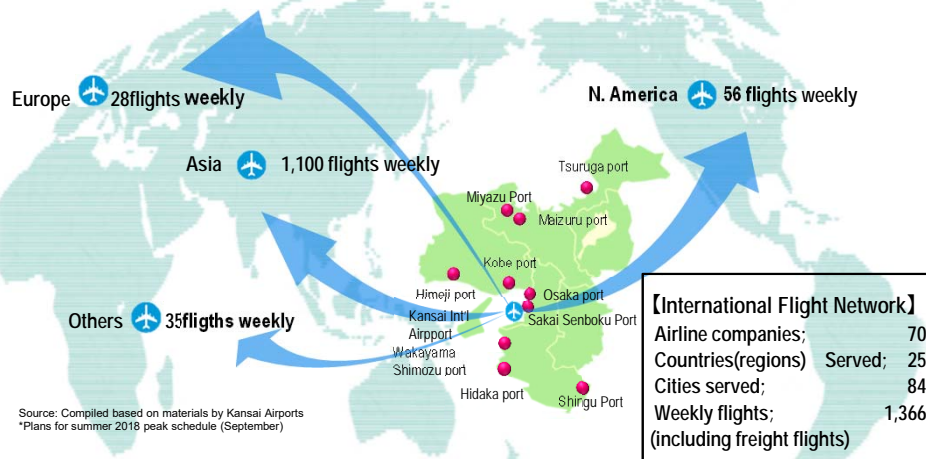 Europe 28flights weekly
N. America 56 flights weekly
Asia 1,100 flights weekly
Tsuruga port
Miyazu Port
Maizuru port
Kobe port
Himeji port
Osaka port
Kansai Int'l
Airpport
Sakai Senboku Port
Others 35fligths weekly
Wakayama
Shimozu port
Hidaka port
Shingu Port
【International Flight Network】
Airline companies; 70
Countries(regions) Served; 25
Cities served; 84
Weekly flights; 1,366
(including freight flights)
Source: Compiled based on materials by Kansai Airports
*Plans for summer 2018 peak schedule (September)